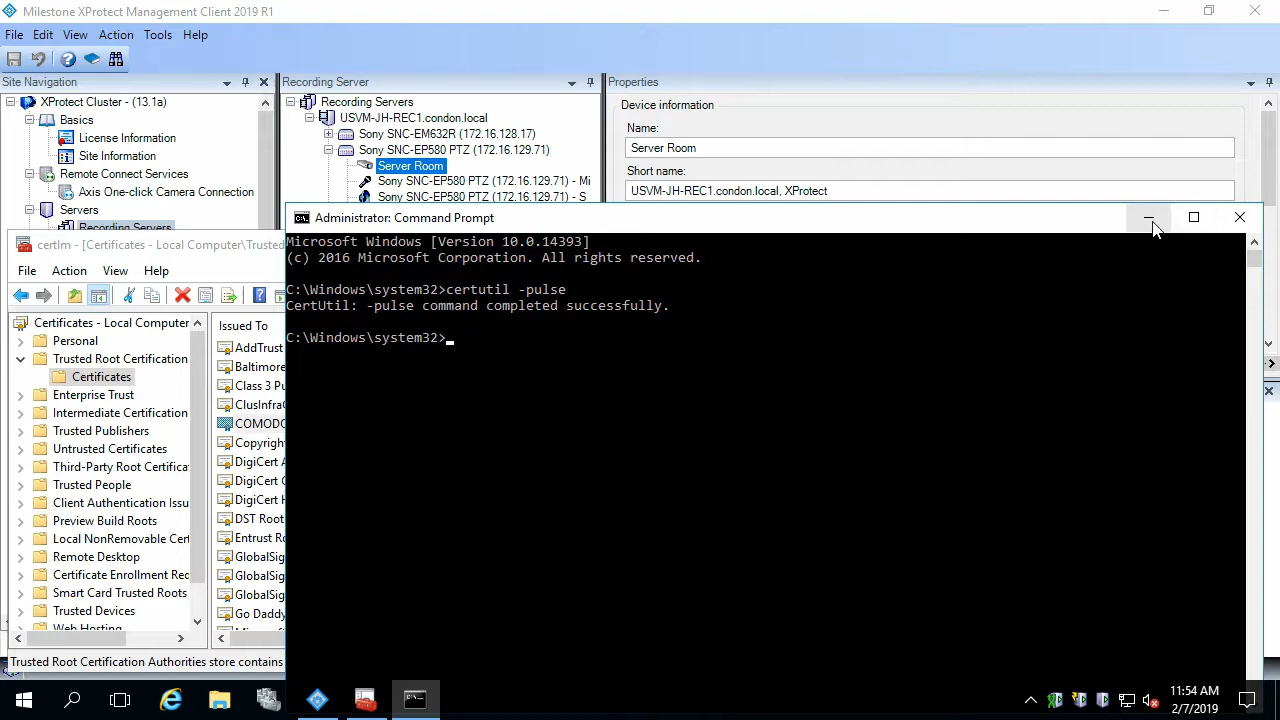 Milestone XProtect Management Client 2019 R1
File Edit View Action Tools Help
Site Navigation
XProtect Cluster - (13.1a)
Basics
License Information
Site Information
Remote Connect Services
Axis One-click Camera Connection
Servers
Recording Servers
Recording Server
Recording Servers
USVM-JH-REC1.condon.local
Sony SNC-EM632R (172.16.128.17)
Sony SNC-EP580 PTZ (172.16.129.71)
Server Room
Sony SNC-EP580 PTZ (172.16.129.71) - Mi
Sony SNC-EP580 PTZ (172.16.129.71) - S
Properties
Device information
Name:
Server Room
Short name:
USVM-JH-REC1.condon.local, XProtect
certlm - [Certificates - Local Computer\Trusted
File Action View Help
Certificates - Local Computer
Personal
Trusted Root Certification
Certificates
Enterprise Trust
Intermediate Certification
Trusted Publishers
Untrusted Certificates
Third-Party Root Certifica
Trusted People
Client Authentication Issu
Preview Build Roots
Local NonRemovable Cert
Remote Desktop
Certificate Enrollment Req
Smart Card Trusted Roots
Trusted Devices
Web Hosting
Issued To
AddTrust
Baltimore
Class 3 Pu
ClusInfra
COMODO
Copyright
DigiCert A
DigiCert
DigiCert H
DST Root
Entrust Ro
GlobalSig
GlobalSig
GlobalSig
Go Daddy
Trusted Root Certification Authorities store contains
Administrator: Command Prompt
Microsoft Windows [Version 10.0.14393]
(c) 2016 Microsoft Corporation. All rights reserved.
C:\Windows\system32>certutil -pulse
CertUtil: -pulse command completed successfully.
C:\Windows\system32>
11:54 AM
2/7/2019